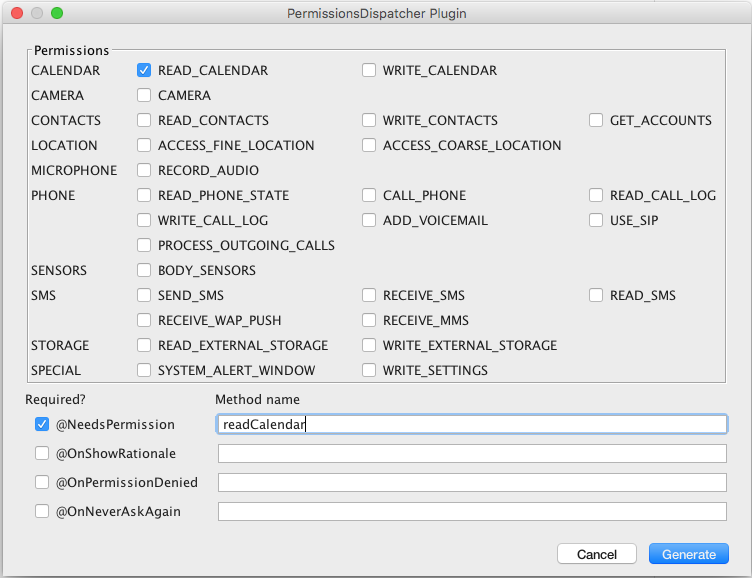 PermissionsDispatcher Plugin
Permissions
CALENDAR READ_CALENDAR WRITE_CALENDAR
CAMERA CAMERA
CONTACTS READ_CONTACTS WRITE_CONTACTS GET_ACCOUNTS
LOCATION ACCESS_FINE_LOCATION ACCESS_COARSE_LOCATION
MICROPHONE RECORD_AUDIO
PHONE READ_PHONE_STATE CALL_PHONE READ_CALL_LOG
WRITE_CALL_LOG ADD_VOICEMAIL USE_SIP
PROCESS_OUTGOING_CALLS
SENSORS BODY_SENSORS
SMS SEND_SMS RECEIVE_SMS READ_SMS
RECEIVE_WAP_PUSH RECEIVE_MMS
STORAGE READ_EXTERNAL_STORAGE WRITE_EXTERNAL_STORAGE
SPECIAL SYSTEM_ALERT_WINDOW WRITE_SETTINGS
Required? Method name
@NeedsPermission readCalendar
@OnShowRationale
@OnPermissionDenied
@OnNeverAskAgain
Cancel Generate